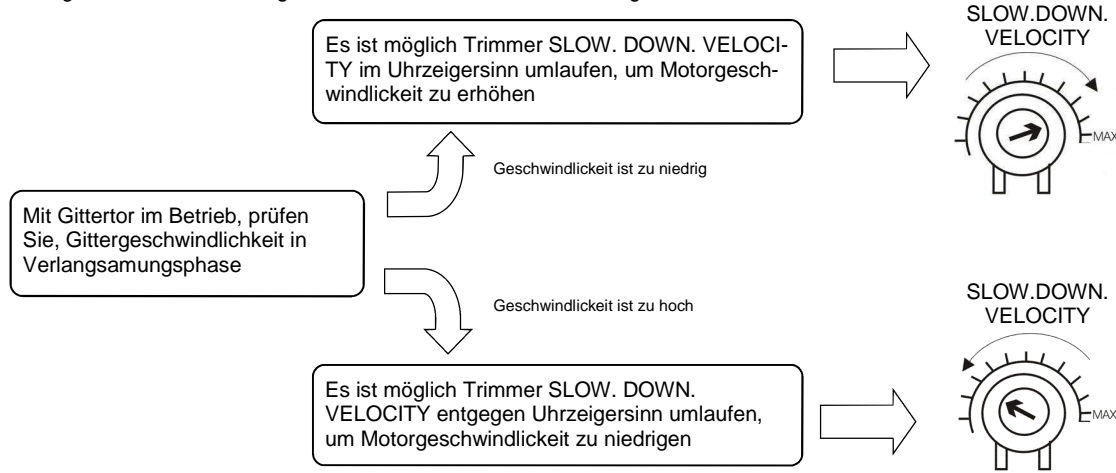 Es ist möglich Trimmer SLOW. DOWN. VELOCI-
TY im Uhrzeigersinn umlaufen, um Motorgesch-
windlickeit zu erhöhen
SLOW.DOWN.
VELOCITY
MAX
Geschwindlickeit ist zu niedrig
Mit Gittertor im Betrieb, prüfen
Sie, Gittergeschwindlichkeit in
Verlangsamungsphase
Geschwindlickeit ist zu hoch
SLOW.DOWN.
VELOCITY
MAX
Es ist möglich Trimmer SLOW. DOWN.
VELOCITY entgegen Uhrzeigersinn umlaufen,
um Motorgeschwindlickeit zu niedrigen